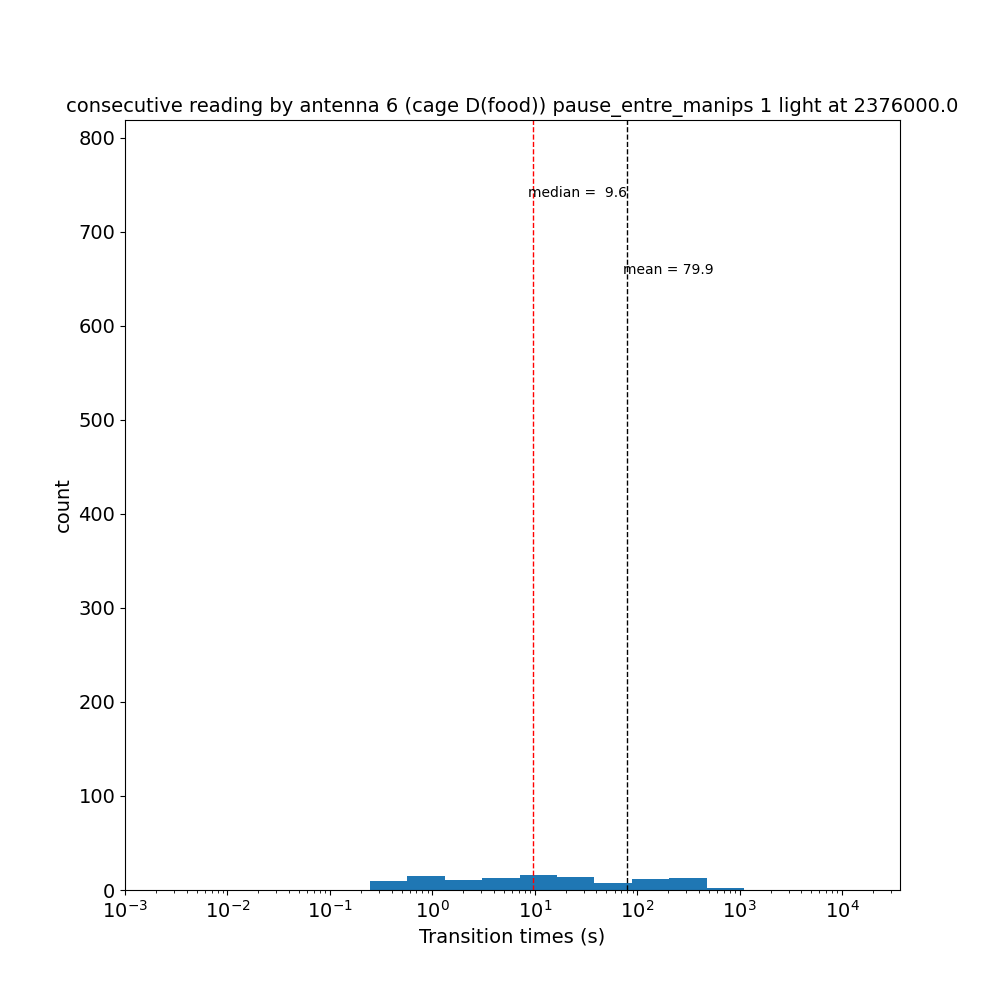 consecutive reading by antenna 6 (cage D(food)) pause_entre_manips 1 light at 2376000.0
800
median =  9.6
700
mean = 79.9
600
500
400
count
300
200
100
0
10⁻³ 10⁻² 10⁻¹ 10⁰ 10¹ 10² 10³ 10⁴
Transition times (s)